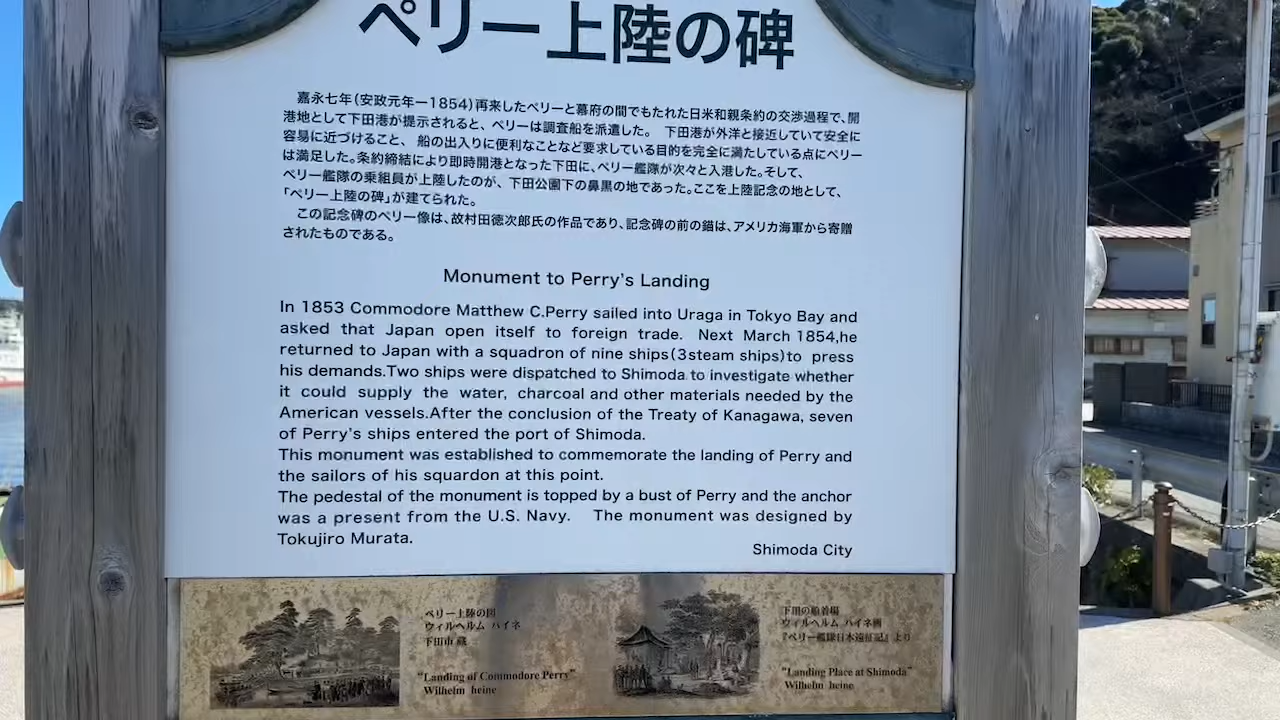 ペリー上陸の碑
嘉永七年(安政元年ー1854)再来したペリーと幕府の間でもたれた日米和親条約の交渉過程で、開
港地として下田港が提示されると、ペリーは調査船を派遣した。 下田港が外洋と接近していて安全に
容易に近づけること、 船の出入りに便利なことなど要求している目的を完全に満たしている点にペリー
は満足した。条約締結により即時開港となった下田に、ペリー艦隊が次々と入港した。そして、
ペリー艦隊の乗組員が上陸したのが、 下田公園下の鼻黒の地であった。ここを上陸記念の地として、
「ペリー上陸の碑」が建てられた。
この記念碑のペリー像は、故村田徳次郎氏の作品であり、記念碑の前の錨は、アメリカ海軍から寄贈
されたものである。
Monument to Perry's Landing
In 1853 Commodore Matthew C.Perry sailed into Uraga in Tokyo Bay and
asked that Japan open itself to foreign trade. Next March 1854,he
returned to Japan with a squadron of nine ships(3steam ships)to press
his demands.Two ships were dispatched to Shimoda to investigate whether
it could supply the water, charcoal and other materials needed by the
American vessels.After the conclusion of the Treaty of Kanagawa, seven
of Perry's ships entered the port of Shimoda.
This monument was established to commemorate the landing of Perry and
the sailors of his squardon at this point.
The pedestal of the monument is topped by a bust of Perry and the anchor
was a present from the U.S. Navy. The monument was designed by
Tokujiro Murata.
Shimoda City
ペリー上陸の図
ウィルヘルム ハイネ
下田市 蔵
"Landing of Commodore Perry"
Wilhelm heine
下田の船着場
ウィルヘルム ハイネ画
『ペリー艦隊日本遠征記』より
"Landing Place at Shimoda"
Wilhelm heine